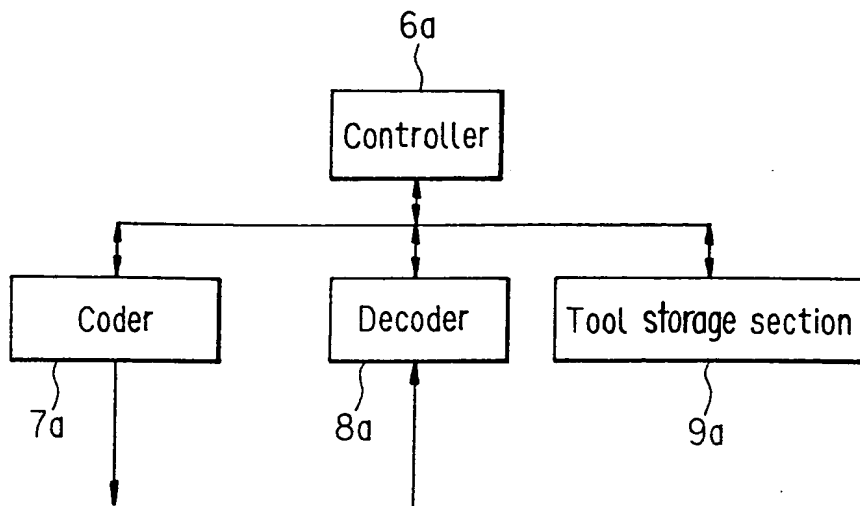 6a
Controller
Coder
Decoder
Tool storage section
7a
8a
9a